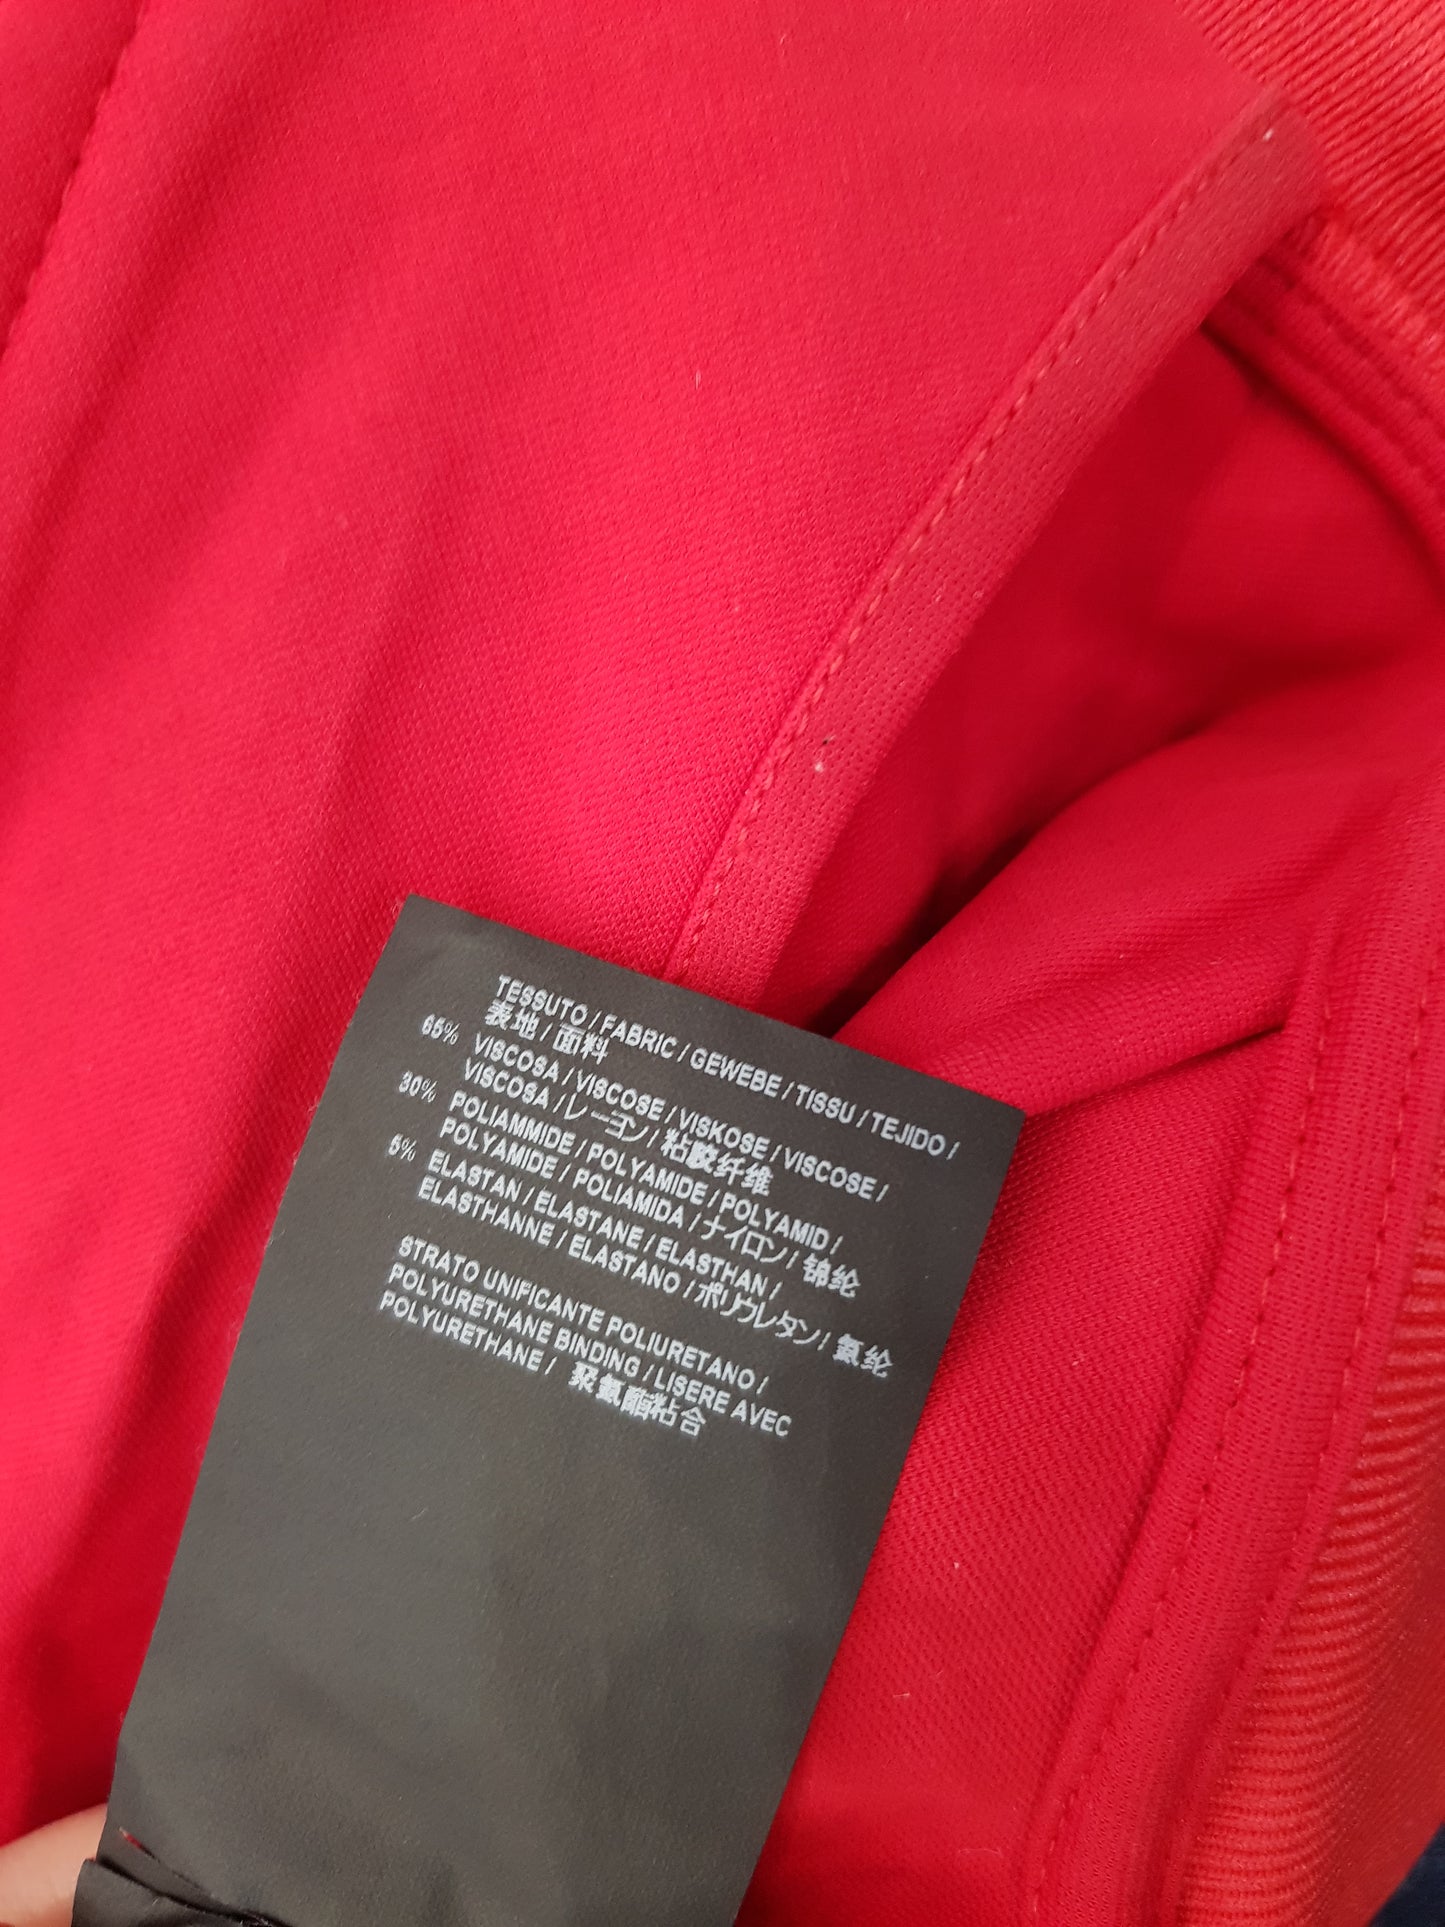 TESSUTO / FABRIC / GEWEBE / TISSU / TEJIDO /
表地 / 面料
65% VISCOSA / VISCOSE / VISKOSE / VISCOSE /
VISCOSA / レーヨン / 粘胶纤维
30% POLIAMMIDE / POLYAMIDE / POLYAMID /
POLYAMIDE / POLIAMIDA / ナイロン / 锦纶
5% ELASTAN / ELASTANE / ELASTHAN /
ELASTHANNE / ELASTANO / ポリウレタン / 氨纶
STRATO UNIFICANTE POLIURETANO /
POLYURETHANE BINDING / LISERE AVEC
POLYURETHANE / 聚氨酯粘合